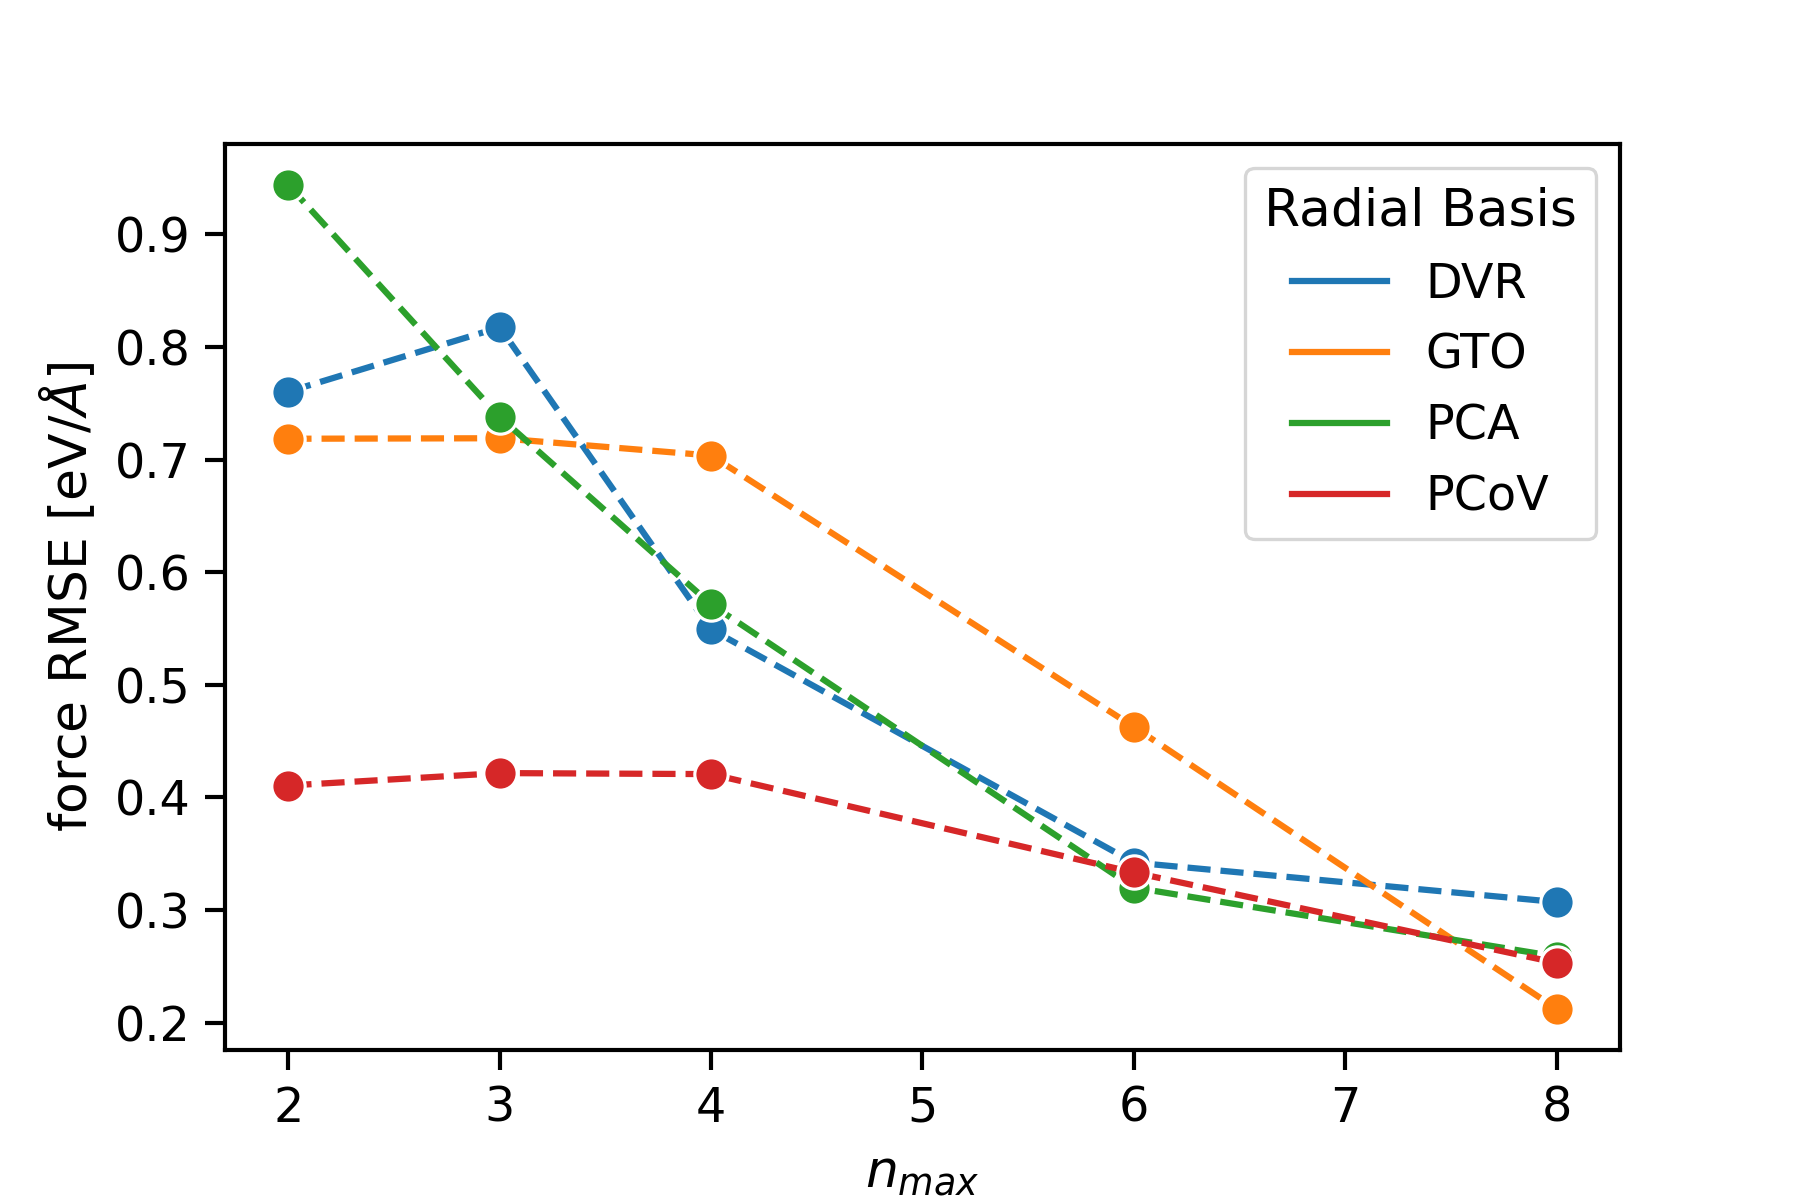 force RMSE [eV/Å]
0.9
0.8
0.7
0.6
0.5
0.4
0.3
0.2
2 3 4 5 6 7 8
n_max
Radial Basis
DVR
GTO
PCA
PCoV